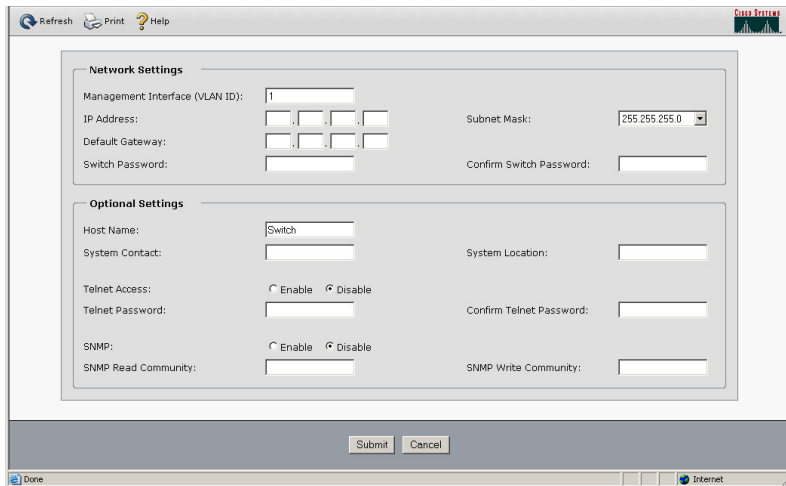 Refresh Print Help
CISCO SYSTEMS
Network Settings
Management Interface (VLAN ID): 1
IP Address: . . . Subnet Mask: 255.255.255.0
Default Gateway: . . .
Switch Password: Confirm Switch Password:
Optional Settings
Host Name: Switch
System Contact: System Location:
Telnet Access: Enable Disable
Telnet Password: Confirm Telnet Password:
SNMP: Enable Disable
SNMP Read Community: SNMP Write Community:
Submit Cancel
Done Internet